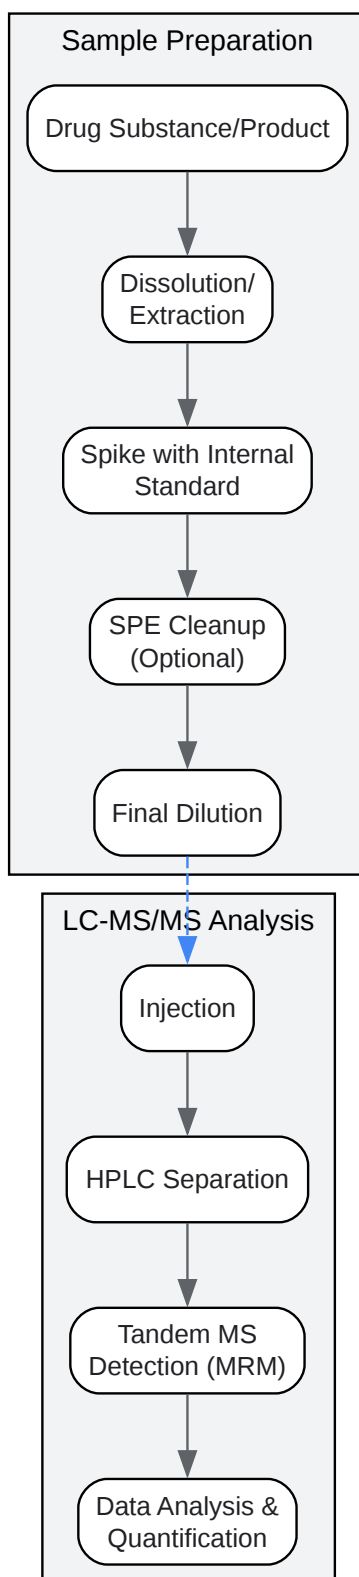 Sample Preparation
Drug Substance/Product
Dissolution/
Extraction
Spike with Internal
Standard
SPE Cleanup
(Optional)
Final Dilution
LC-MS/MS Analysis
Injection
HPLC Separation
Tandem MS
Detection (MRM)
Data Analysis &
Quantification